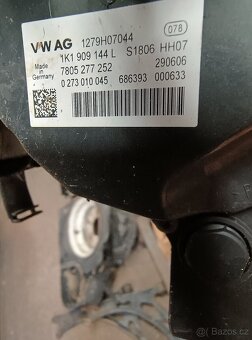 VW AG 1279H07044 078
1K1 909 144 L S1806 HH07
Made in Germany 7805 277 252 290606
0 273 010 045 686393 000633
Bazoš.cz